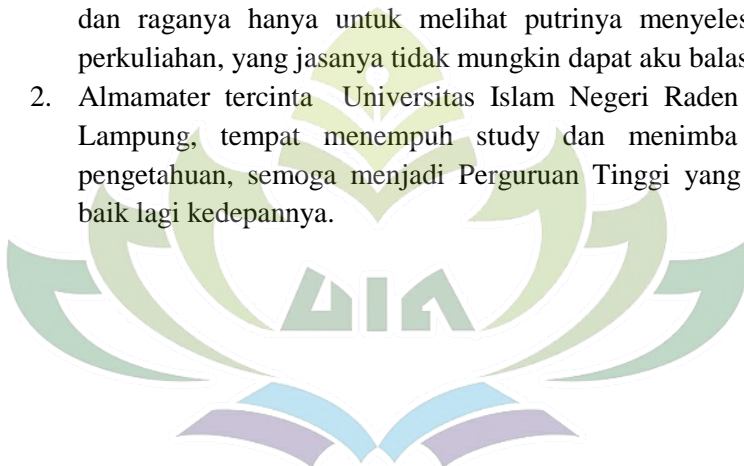 dan raganya hanya untuk melihat putrinya
perkuliahan, yang jasanya tidak mungkin dapat aku balas
2. Almamater tercinta Universitas Islam Negeri Raden
Lampung, tempat menempuh study dan menimba
pengetahuan, semoga menjadi Perguruan Tinggi yang
baik lagi kedepannya.
UIN